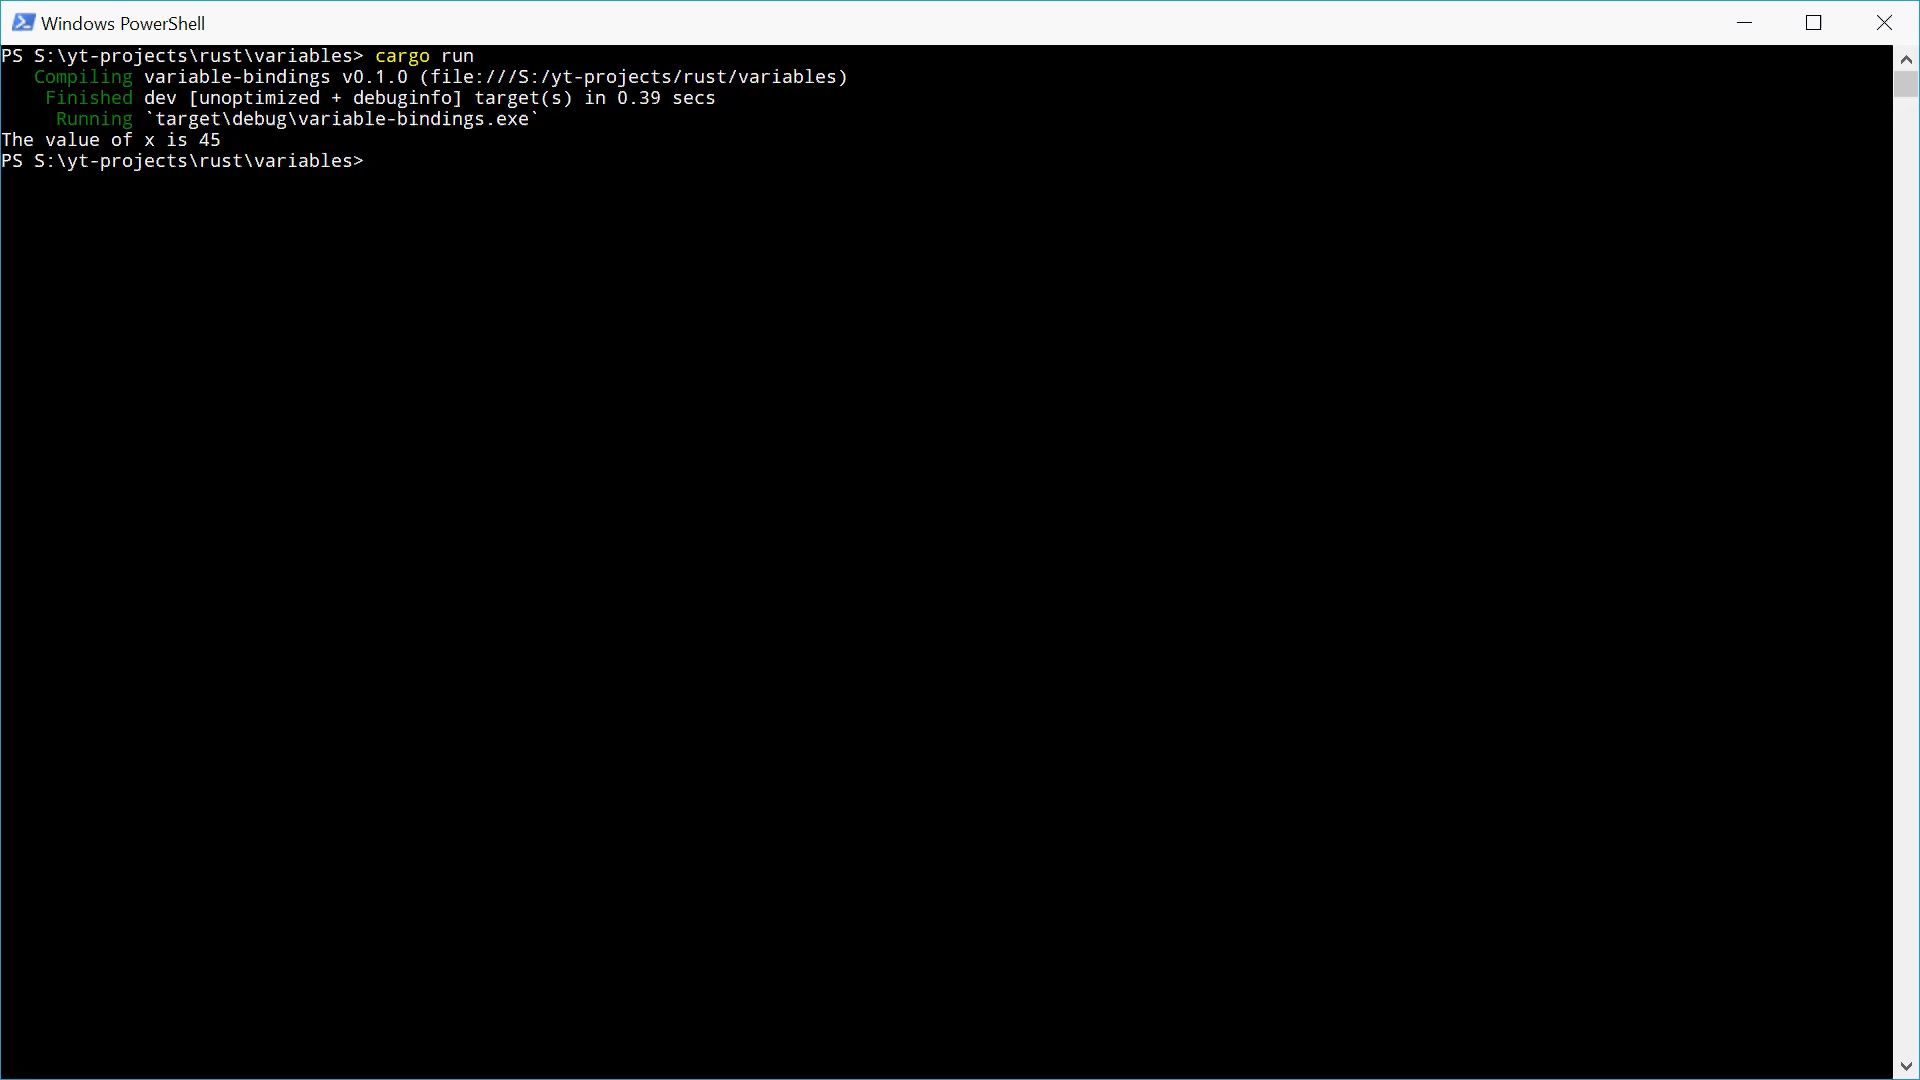 Windows PowerShell
PS S:\yt-projects\rust\variables> cargo run
   Compiling variable-bindings v0.1.0 (file:///S:/yt-projects/rust/variables)
    Finished dev [unoptimized + debuginfo] target(s) in 0.39 secs
     Running `target\debug\variable-bindings.exe`
The value of x is 45
PS S:\yt-projects\rust\variables>